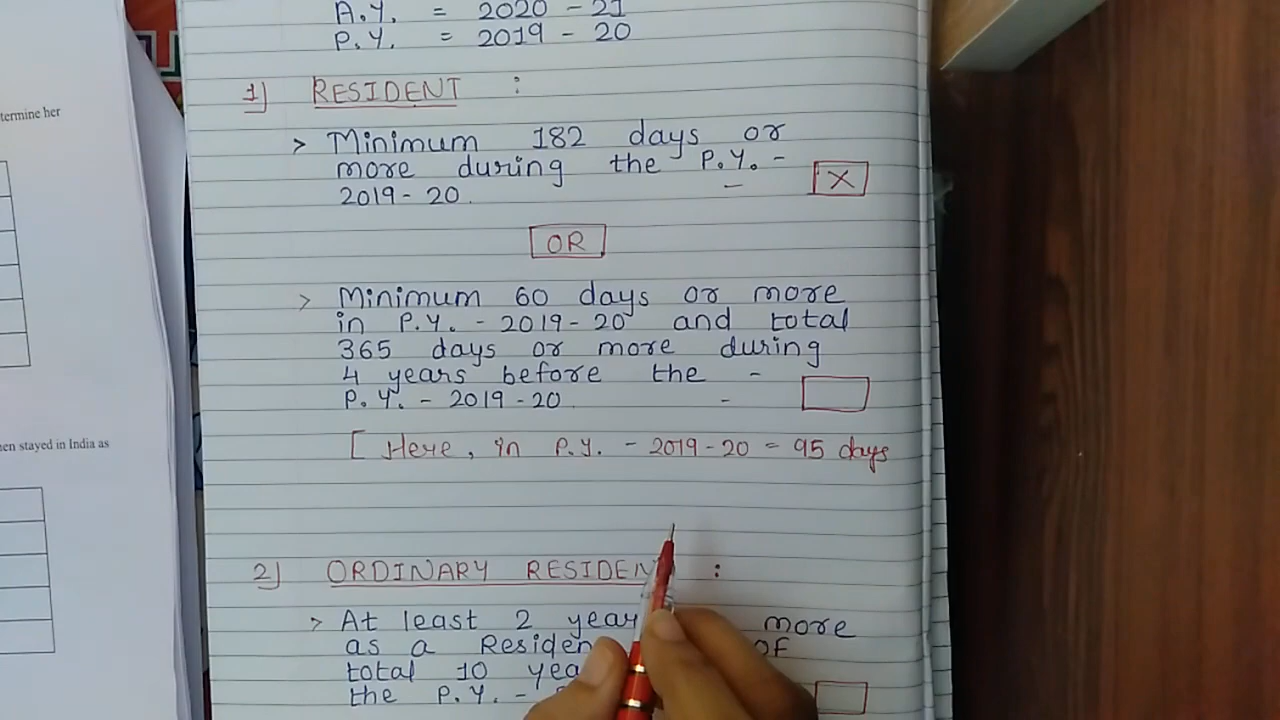 termine her
en stayed in India as
A.Y. = 2020 - 21
P.Y. = 2019 - 20
1) RESIDENT :
> Minimum 182 days or
more during the P.Y. -
2019 - 20. - X
OR
> Minimum 60 days or more
in P.Y. - 2019 - 20 and total
365 days or more during
4 years before the -
P.Y. - 2019 - 20. -
[ Here, in P.Y. - 2019 - 20 = 95 days
2) ORDINARY RESIDEN :
> At least 2 year more
as a Residen OF
total 10 yea
the P.Y. -